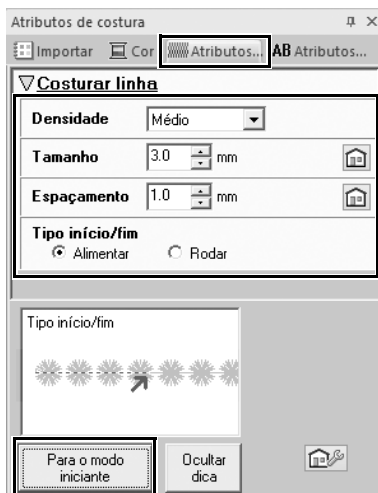 Atributos de costura
Importar Cor Atributos... AB Atributos...
Costurar linha
Densidade Médio
Tamanho 3.0 mm
Espaçamento 1.0 mm
Tipo início/fim
Alimentar Rodar
Tipo início/fim
Para o modo iniciante
Ocultar dica